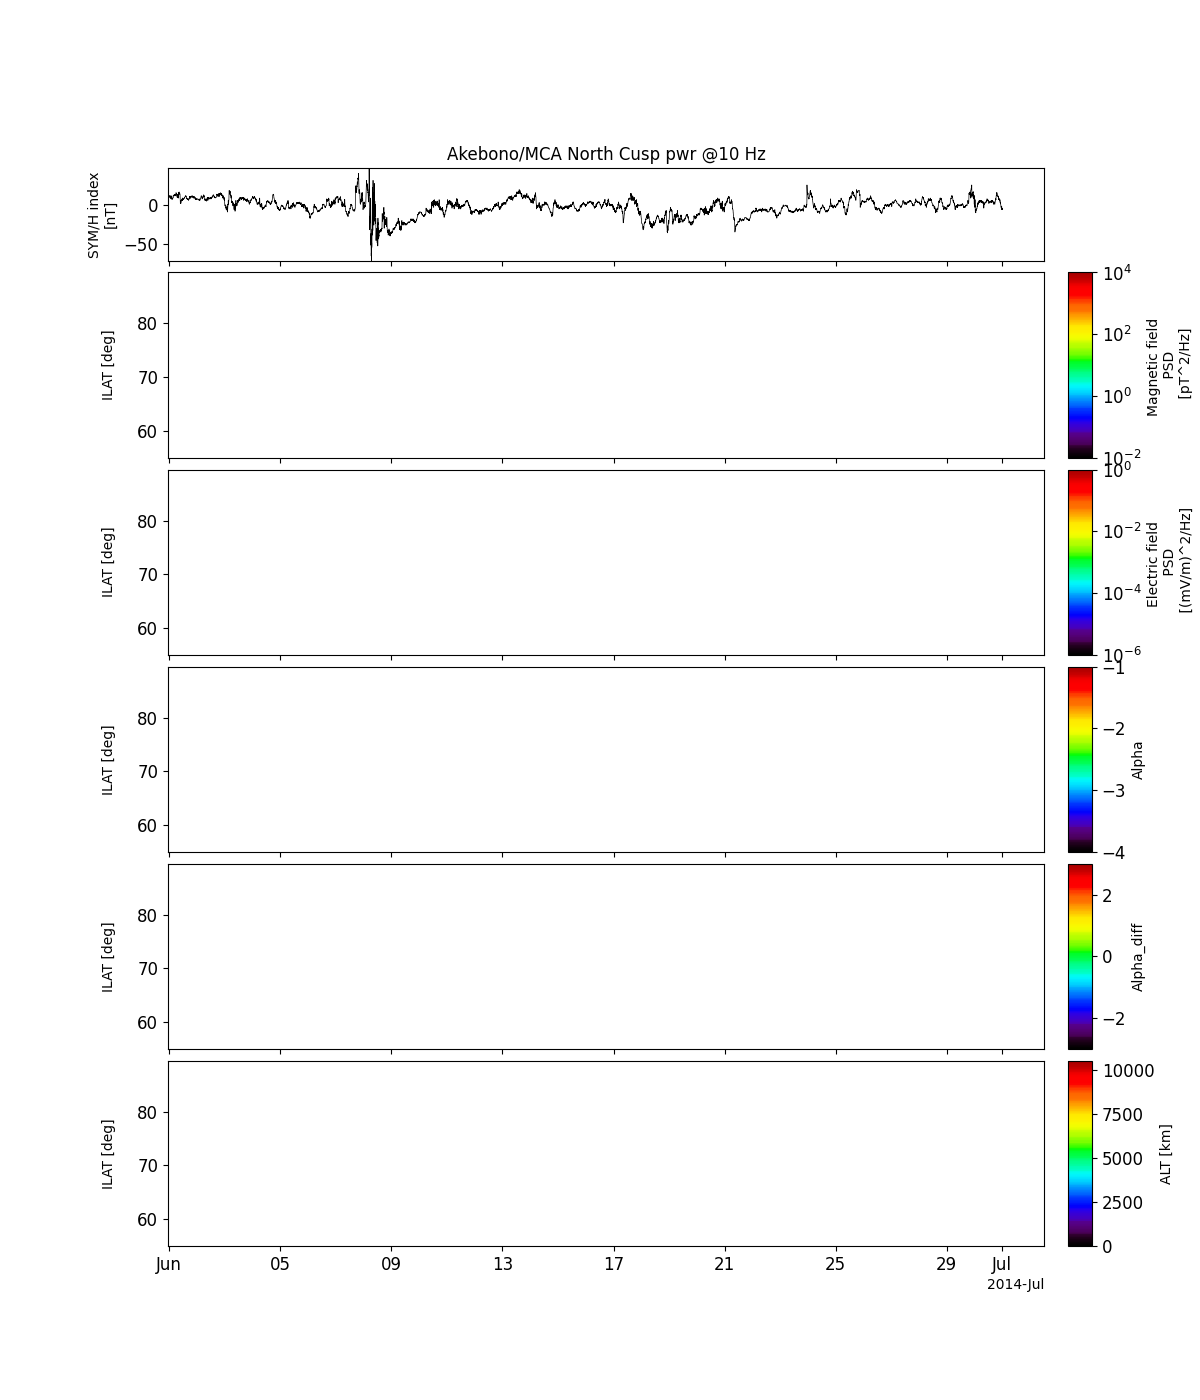 Akebono/MCA North Cusp pwr @10 Hz
SYM/H index
[nT]
0
−50
ILAT [deg]
80
70
60
10^4
10^2
10^0
10^−2
Magnetic field
PSD
[pT^2/Hz]
ILAT [deg]
80
70
60
10^0
10^−2
10^−4
10^−6
Electric field
PSD
[(mV/m)^2/Hz]
ILAT [deg]
80
70
60
−1
−2
−3
−4
Alpha
ILAT [deg]
80
70
60
2
0
−2
Alpha_diff
ILAT [deg]
80
70
60
10000
7500
5000
2500
0
ALT [km]
Jun 05 09 13 17 21 25 29 Jul
2014-Jul